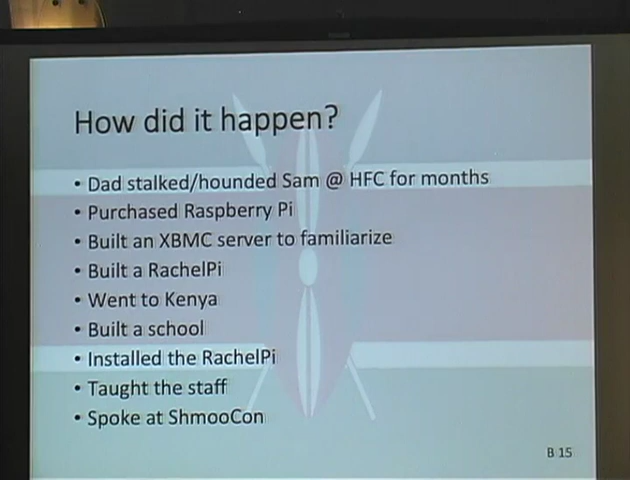 How did it happen?
• Dad stalked/hounded Sam @ HFC for months
• Purchased Raspberry Pi
• Built an XBMC server to familiarize
• Built a RachelPi
• Went to Kenya
• Built a school
• Installed the RachelPi
• Taught the staff
• Spoke at ShmooCon
B 15